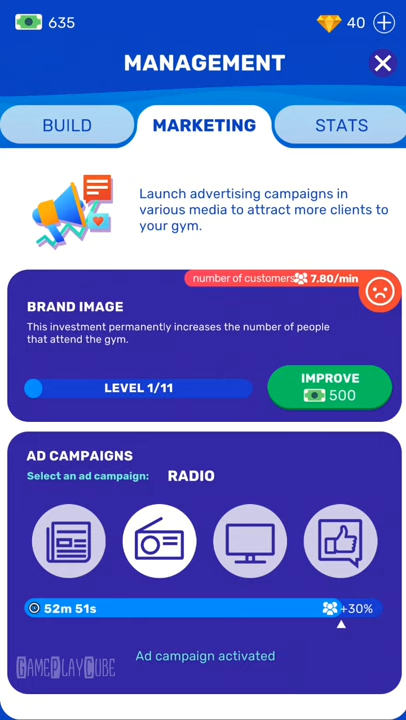 635
40
MANAGEMENT
BUILD
MARKETING
STATS
Launch advertising campaigns in
various media to attract more clients to
your gym.
number of customers 7.80/min
BRAND IMAGE
This investment permanently increases the number of people
that attend the gym.
LEVEL 1/11
IMPROVE
500
AD CAMPAIGNS
Select an ad campaign: RADIO
52m 51s
+30%
Ad campaign activated
GAMEPLAYCUBE